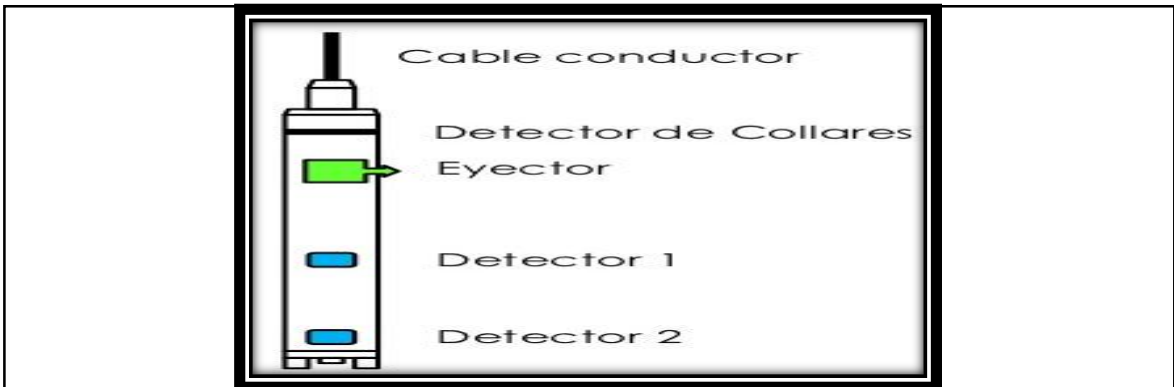 Cable conductor
Detector de Collares
Eyector
Detector 1
Detector 2